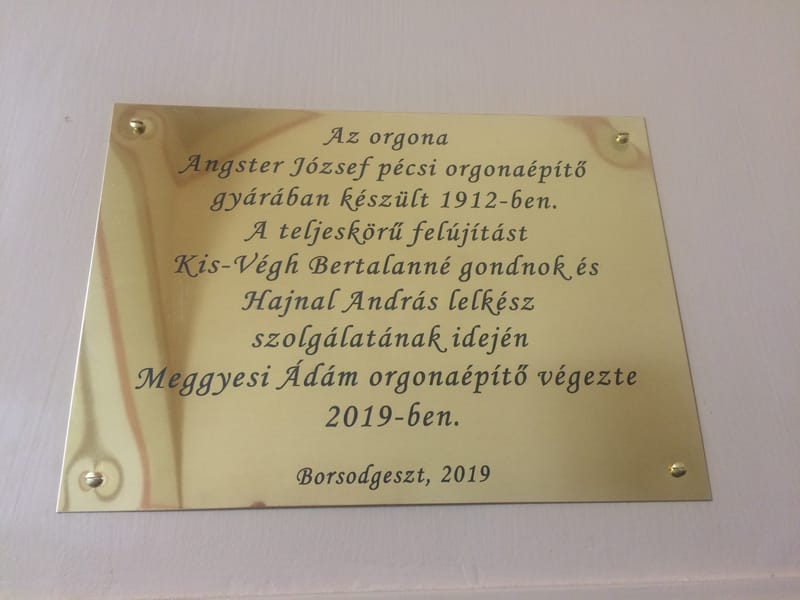 Az orgona
Angster József pécsi orgonaépítő
gyárában készült 1912-ben.
A teljeskörű felújítást
Kis-Végh Bertalanné gondnok és
Hajnal András lelkész
szolgálatának idején
Meggyesi Ádám orgonaépítő végezte
2019-ben.
Borsodgeszt, 2019